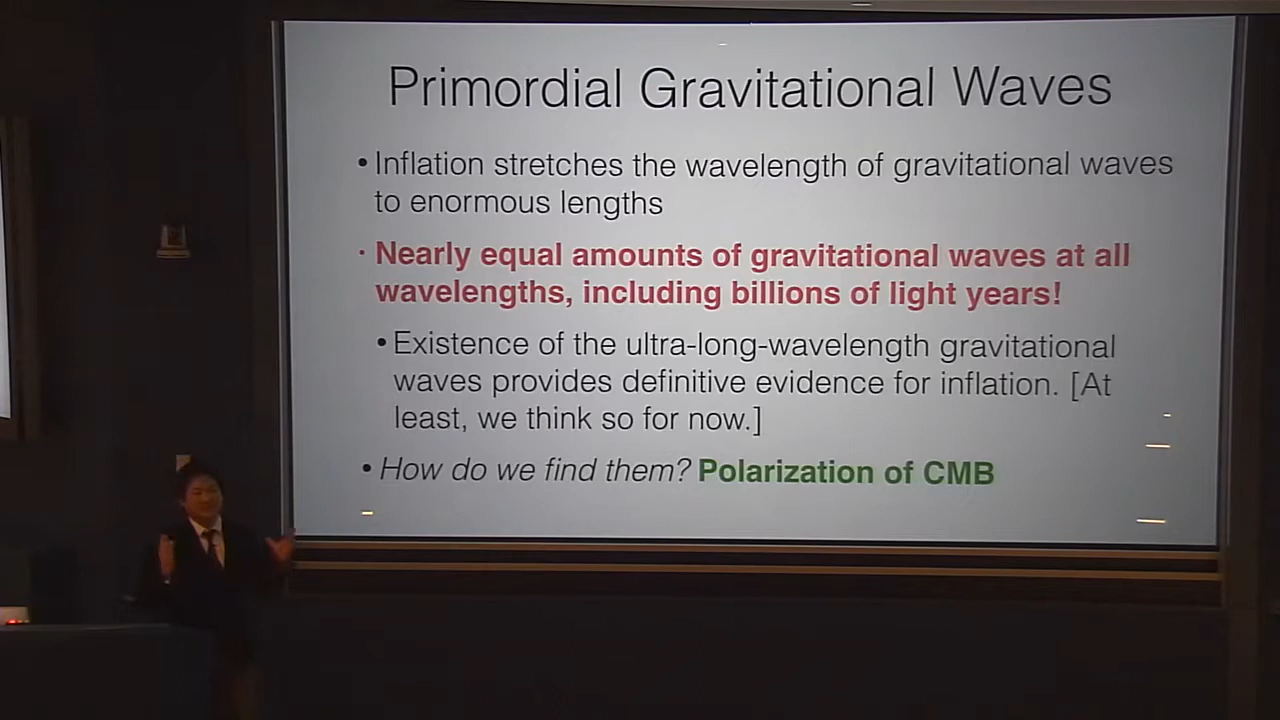 Primordial Gravitational Waves
• Inflation stretches the wavelength of gravitational waves
to enormous lengths
• Nearly equal amounts of gravitational waves at all
wavelengths, including billions of light years!
• Existence of the ultra-long-wavelength gravitational
waves provides definitive evidence for inflation. [At
least, we think so for now.]
• How do we find them? Polarization of CMB